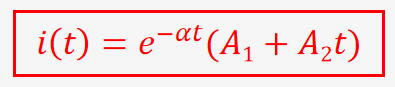 i(t) = e^{-αt}(A₁ + A₂t)